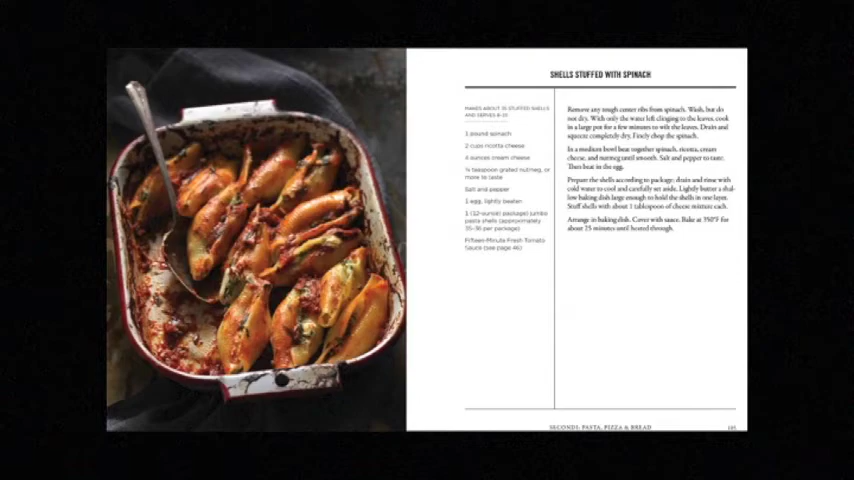 SHELLS STUFFED WITH SPINACH
MAKES ABOUT 35 STUFFED SHELLS
AND SERVES 8-10
1 pound spinach
2 cups ricotta cheese
4 ounces cream cheese
teaspoon grated nutmeg, or
more to taste
Salt and pepper
1 egg, lightly beaten
1 (12-ounce) package jumbo
pasta shells (approximately
35-36 per package)
Fifteen-Minute Fresh Tomato
Sauce (see page 46)
Remove any tough center ribs from spinach. Wash, but do
not dry. With only the water left clinging to the leaves, cook
in a large pot for a few minutes to wilt the leaves. Drain and
squeeze completely dry. Finely chop the spinach.
In a medium bowl beat together spinach, ricotta, cream
cheese, and nutmeg until smooth. Salt and pepper to taste.
Then beat in the egg.
Prepare the shells according to package; drain and rinse with
cold water to cool and carefully set aside. Lightly butter a shal-
low baking dish large enough to hold the shells in one layer.
Stuff shells with about 1 tablespoon of cheese mixture each.
Arrange in baking dish. Cover with sauce. Bake at 350°F for
about 25 minutes until heated through.
SECONDS: PASTA, PIZZA & BREAD